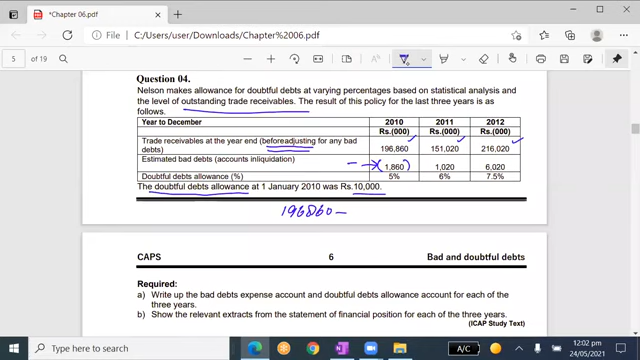 *Chapter 06.pdf
C:/Users/user/Downloads/Chapter%2006.pdf
5 of 19
Question 04.
Nelson makes allowance for doubtful debts at varying percentages based on statistical analysis and
the level of outstanding trade receivables. The result of this policy for the last three years is as
follows.
Year to December 2010 2011 2012
Rs.(000) Rs.(000) Rs.(000)
Trade receivables at the year end (before adjusting for any bad
debts) 196,860 151,020 216,020
Estimated bad debts (accounts in liquidation)
1,860 1,020 6,020
Doubtful debts allowance (%) 5% 6% 7.5%
The doubtful debts allowance at 1 January 2010 was Rs.10,000.
196860 –
CAPS 6 Bad and doubtful debts
Required:
a) Write up the bad debts expense account and doubtful debts allowance account for each of the
three years.
b) Show the relevant extracts from the statement of financial position for each of the three years.
(ICAP Study Text)
Type here to search
A/C
12:02 pm
24/05/2021